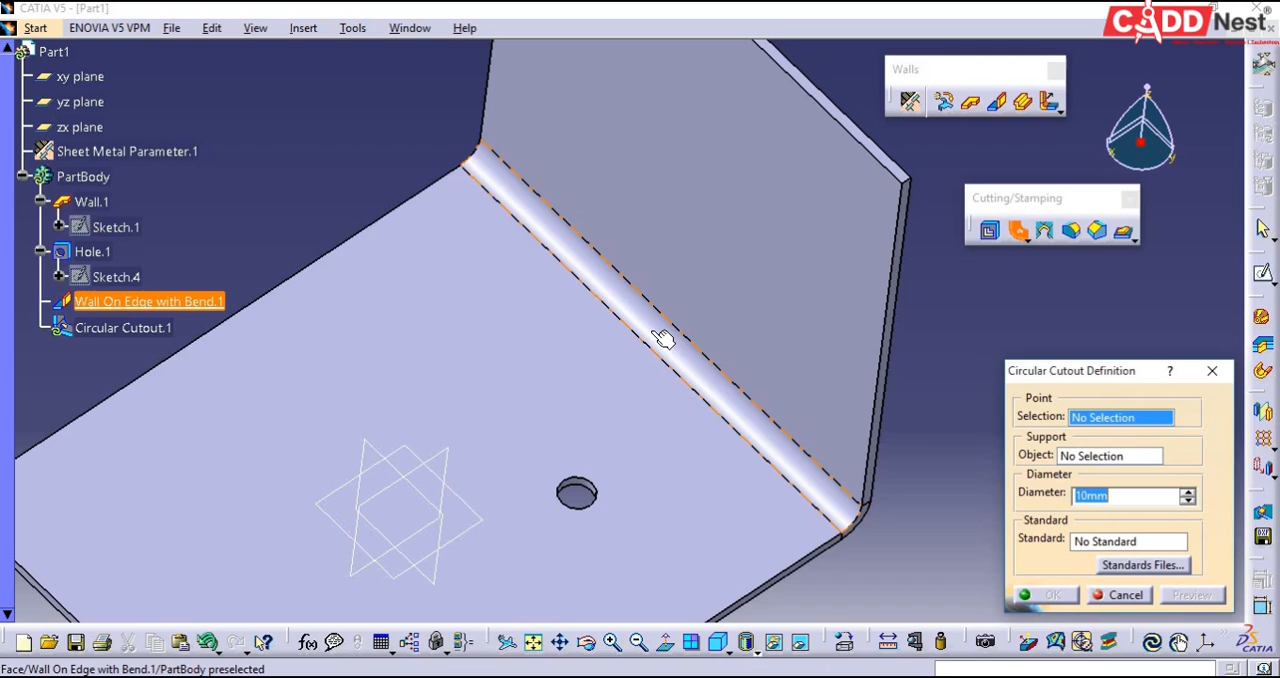 CATIA V5 - [Part1]
CADD Nest®
Start ENOVIA V5 VPM File Edit View Insert Tools Window Help
Part1
xy plane
yz plane
zx plane
Sheet Metal Parameter.1
PartBody
Wall.1
Sketch.1
Hole.1
Sketch.4
Wall On Edge with Bend.1
Circular Cutout.1
Walls
Cutting/Stamping
Circular Cutout Definition ?
Point
Selection: No Selection
Support
Object: No Selection
Diameter
Diameter: 10mm
Standard
Standard: No Standard
Standards Files...
OK Cancel Preview
f(x)
CATIA
Face/Wall On Edge with Bend.1/PartBody preselected